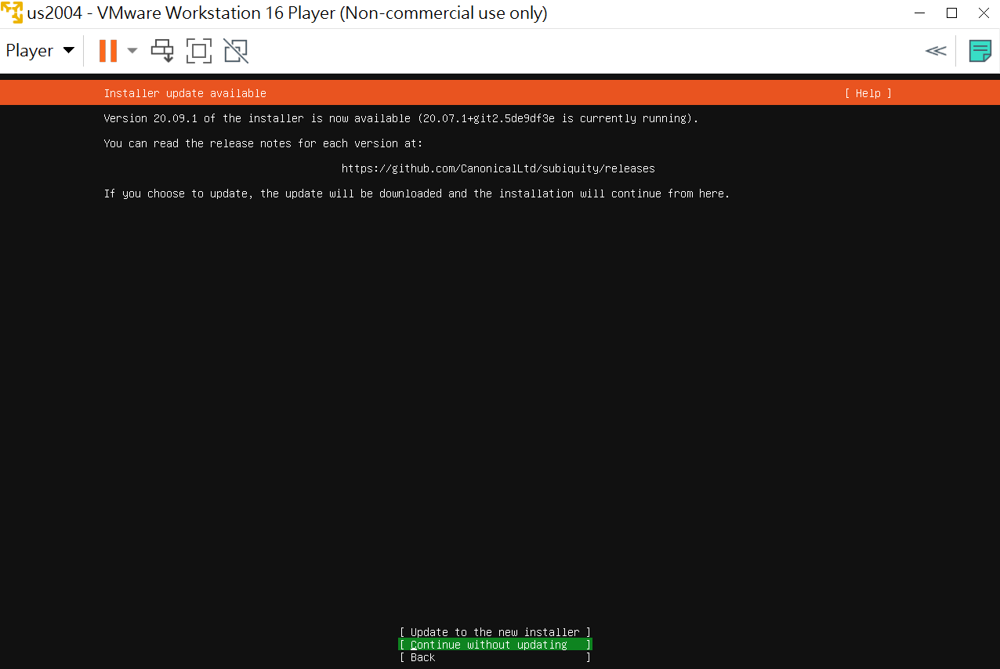 us2004 - VMware Workstation 16 Player (Non-commercial use only)
Player
Installer update available [ Help ]
Version 20.09.1 of the installer is now available (20.07.1+git2.5de9df3e is currently running).
You can read the release notes for each version at:
https://github.com/CanonicalLtd/subiquity/releases
If you choose to update, the update will be downloaded and the installation will continue from here.
[ Update to the new installer ]
[ Continue without updating ]
[ Back ]